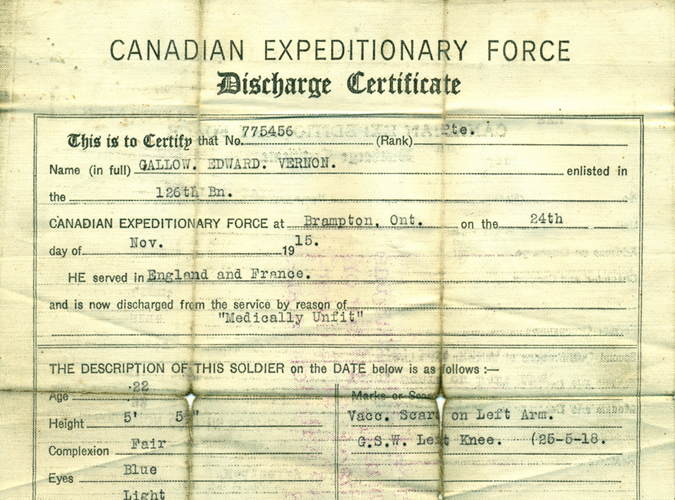 CANADIAN EXPEDITIONARY FORCE
Discharge Certificate
This is to Certify that No. 775456 (Rank) Pte.
Name (in full) GALLOW. EDWARD. VERNON. enlisted in
the 126th Bn.
CANADIAN EXPEDITIONARY FORCE at Brampton, Ont. on the 24th
day of Nov. 1915.
HE served in England and France.
and is now discharged from the service by reason of
"Medically Unfit"
THE DESCRIPTION OF THIS SOLDIER on the DATE below is as follows :—
Age 22 Marks or Scars
Height 5' 5 " Vacc. Scars on Left Arm.
Complexion Fair G.S.W. Left Knee. (25-5-18.
Eyes Blue
Light